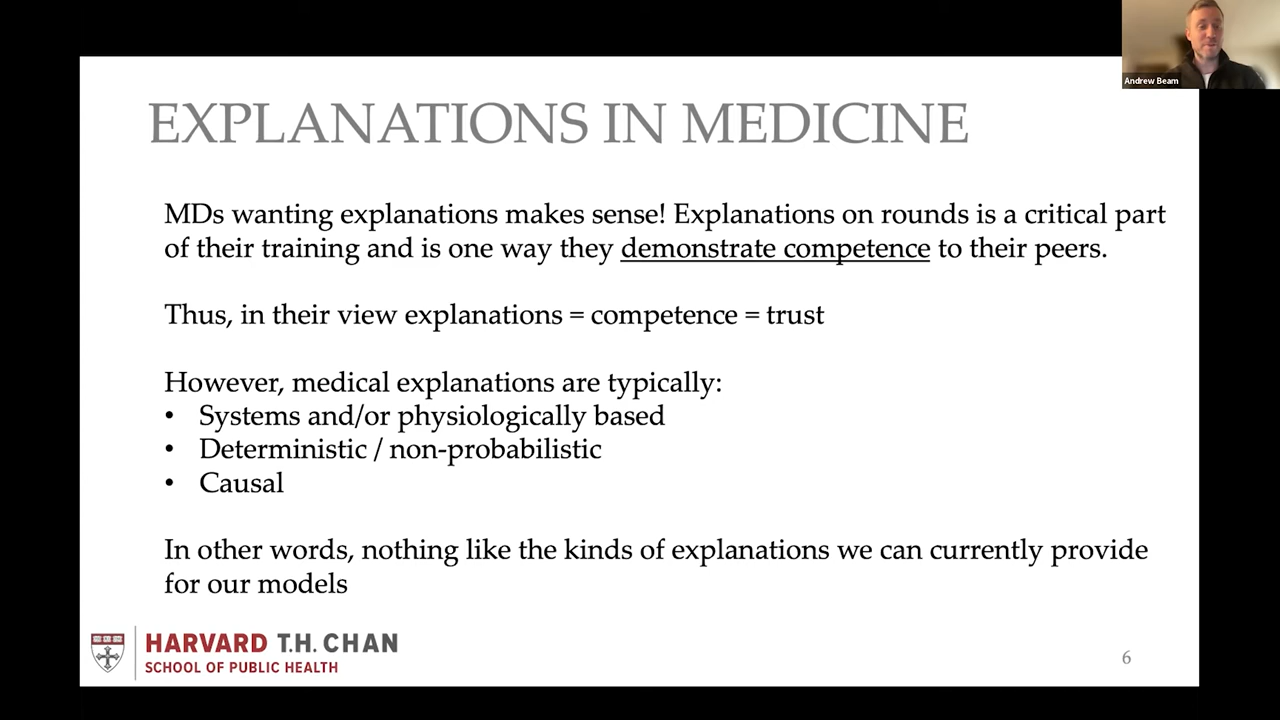 Andrew Beam
EXPLANATIONS IN MEDICINE
MDs wanting explanations makes sense! Explanations on rounds is a critical part
of their training and is one way they demonstrate competence to their peers.
Thus, in their view explanations = competence = trust
However, medical explanations are typically:
• Systems and/or physiologically based
• Deterministic / non-probabilistic
• Causal
In other words, nothing like the kinds of explanations we can currently provide
for our models
HARVARD T.H. CHAN
SCHOOL OF PUBLIC HEALTH
6